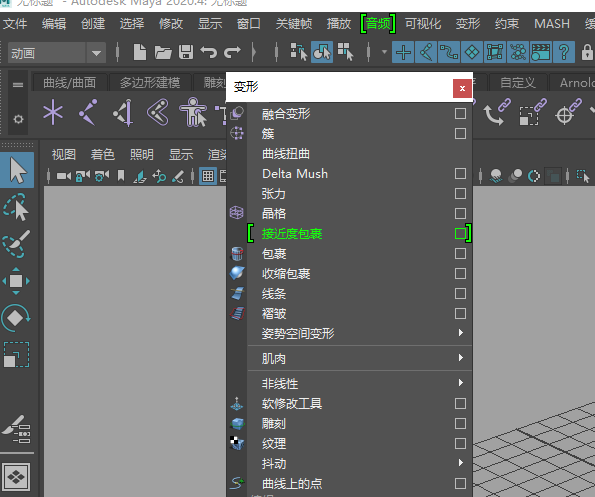 无标题 - Autodesk Maya 2020.4: 无标题
文件 编辑 创建 选择 修改 显示 窗口 关键帧 播放 音频 可视化 变形 约束 MASH
动画
曲线/曲面 多边形建模 雕刻 自定义 Arnol
变形
视图 着色 照明 显示 渲
融合变形
簇
曲线扭曲
Delta Mush
张力
晶格
接近度包裹
包裹
收缩包裹
线条
褶皱
姿势空间变形
肌肉
非线性
软修改工具
雕刻
纹理
抖动
曲线上的点